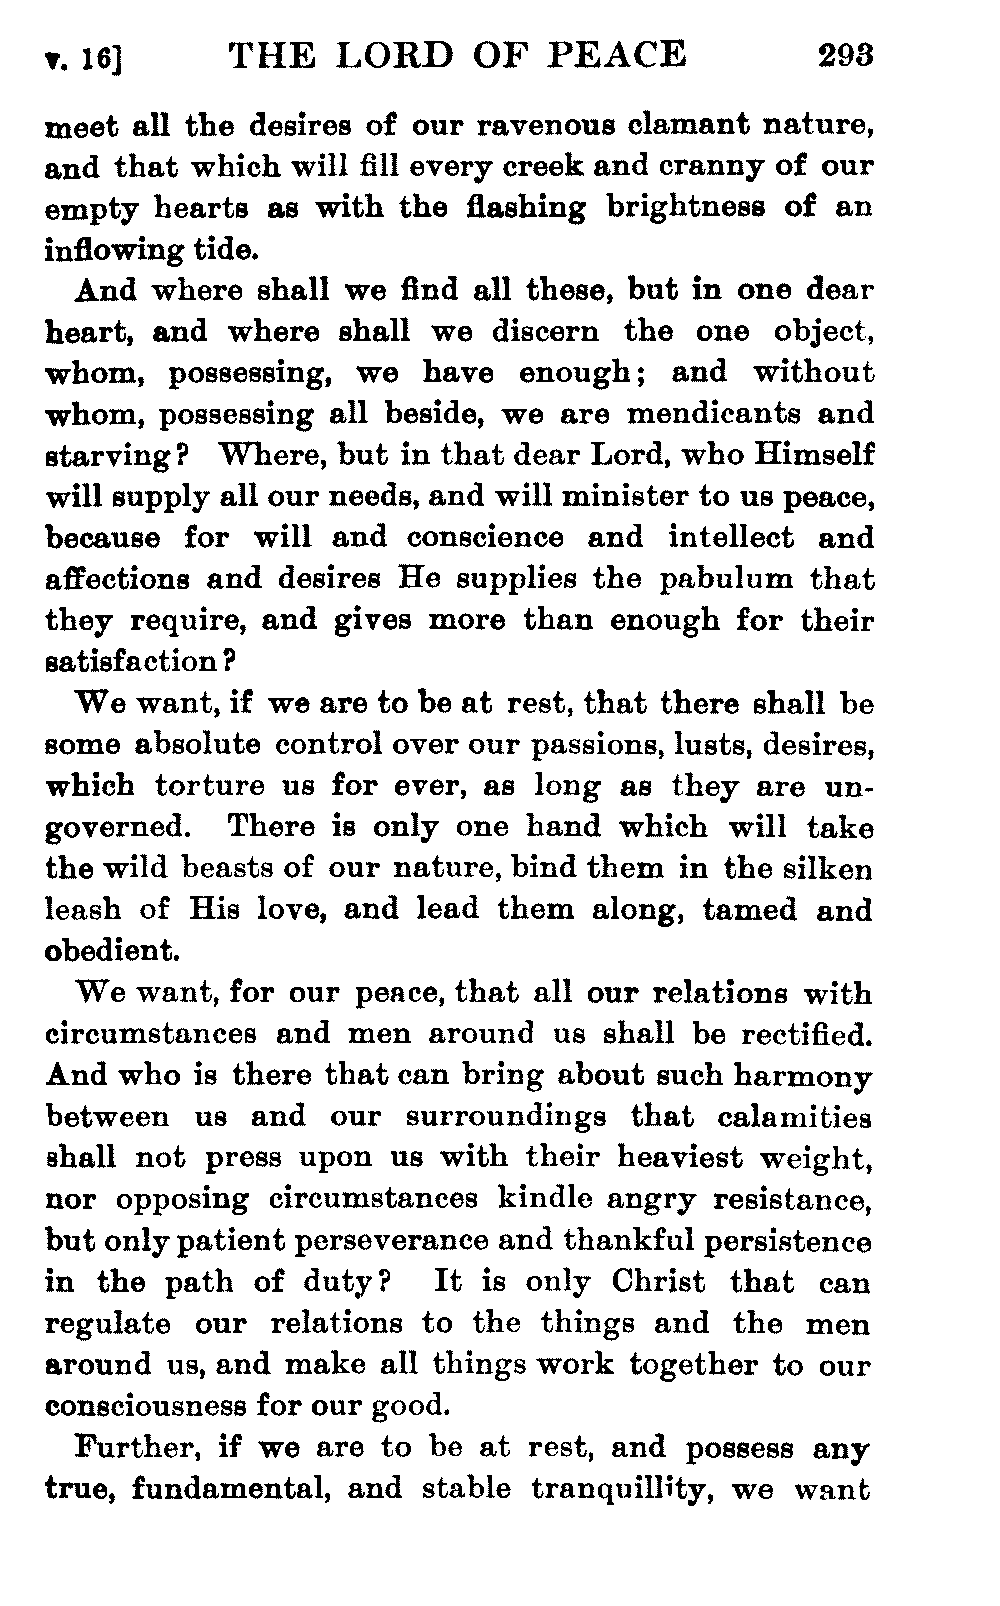 v. 16] THE LORD OF PEACE 293
meet all the desires of our ravenous clamant nature,
and that which will fill every creek and cranny of our
empty hearts as with the flashing brightness of an
inflowing tide.
And where shall we find all these, but in one dear
heart, and where shall we discern the one object,
whom, possessing, we have enough; and without
whom, possessing all beside, we are mendicants and
starving? Where, but in that dear Lord, who Himself
will supply all our needs, and will minister to us peace,
because for will and conscience and intellect and
affections and desires He supplies the pabulum that
they require, and gives more than enough for their
satisfaction?
We want, if we are to be at rest, that there shall be
some absolute control over our passions, lusts, desires,
which torture us for ever, as long as they are un-
governed. There is only one hand which will take
the wild beasts of our nature, bind them in the silken
leash of His love, and lead them along, tamed and
obedient.
We want, for our peace, that all our relations with
circumstances and men around us shall be rectified.
And who is there that can bring about such harmony
between us and our surroundings that calamities
shall not press upon us with their heaviest weight,
nor opposing circumstances kindle angry resistance,
but only patient perseverance and thankful persistence
in the path of duty? It is only Christ that can
regulate our relations to the things and the men
around us, and make all things work together to our
consciousness for our good.
Further, if we are to be at rest, and possess any
true, fundamental, and stable tranquillity, we want